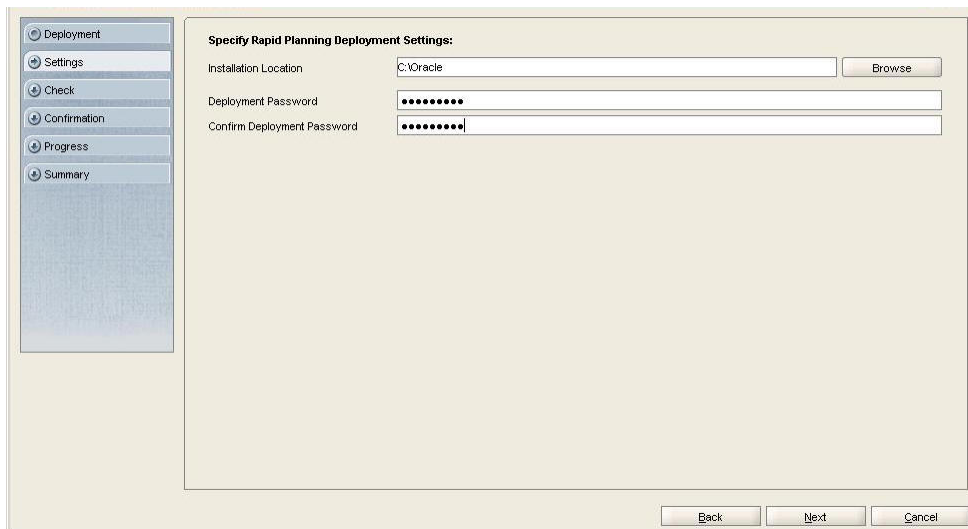 Deployment
Settings
Check
Confirmation
Progress
Summary
Specify Rapid Planning Deployment Settings:
Installation Location C:\Oracle Browse
Deployment Password ●●●●●●●●●
Confirm Deployment Password ●●●●●●●●●
Back Next Cancel